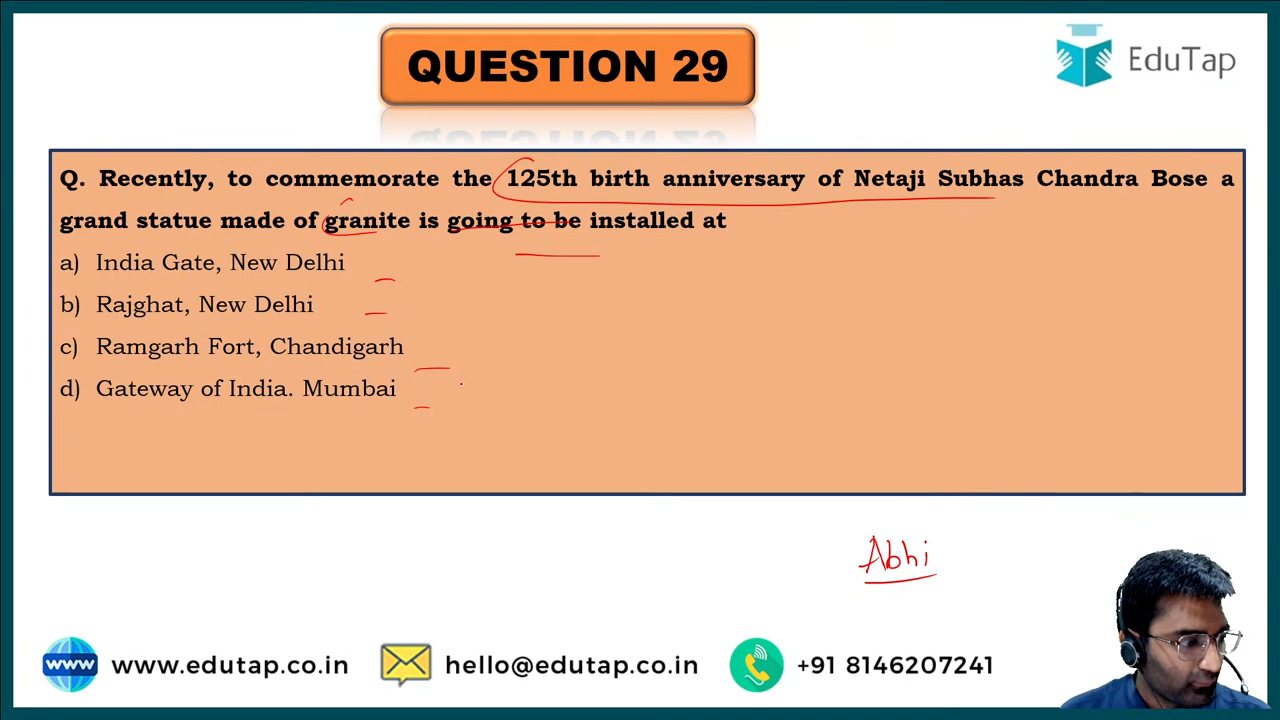 QUESTION 29
EduTap
Q. Recently, to commemorate the 125th birth anniversary of Netaji Subhas Chandra Bose a
grand statue made of granite is going to be installed at
a) India Gate, New Delhi
b) Rajghat, New Delhi
c) Ramgarh Fort, Chandigarh
d) Gateway of India. Mumbai
Abhi
www www.edutap.co.in hello@edutap.co.in +91 8146207241